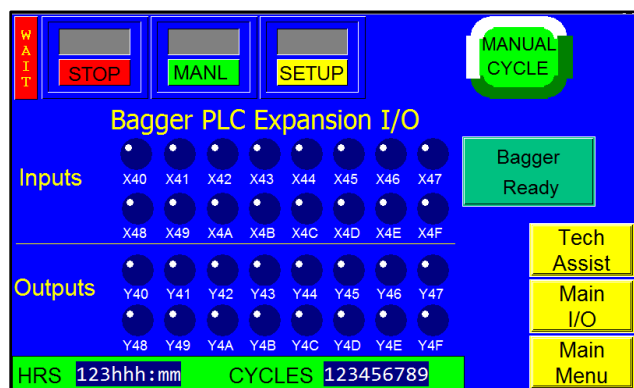 WAIT
STOP MANL SETUP
MANUAL
CYCLE
Bagger PLC Expansion I/O
Inputs
X40 X41 X42 X43 X44 X45 X46 X47
X48 X49 X4A X4B X4C X4D X4E X4F
Bagger
Ready
Outputs
Y40 Y41 Y42 Y43 Y44 Y45 Y46 Y47
Y48 Y49 Y4A Y4B Y4C Y4D Y4E Y4F
Tech
Assist
Main
I/O
Main
Menu
HRS 123hhh:mm CYCLES 123456789